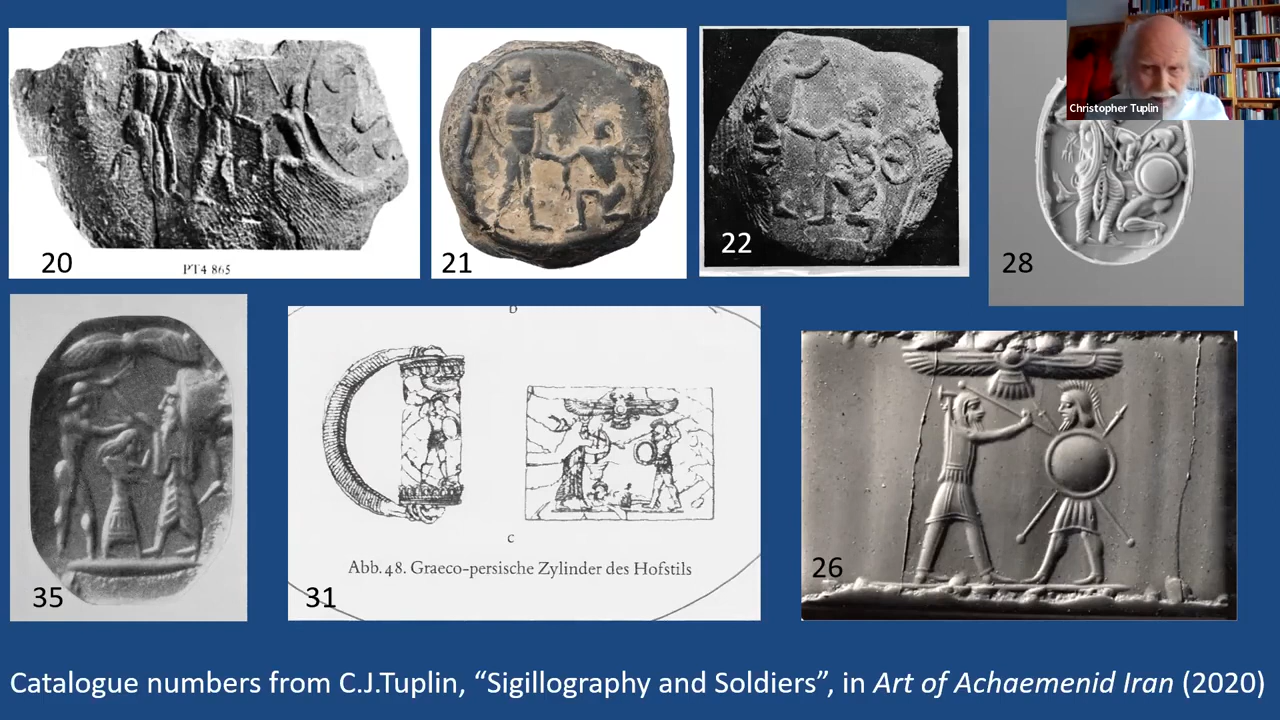 Christopher Tuplin
20
PT4 865
21
22
28
35
b
c
Abb. 48. Graeco-persische Zylinder des Hofstils
31
26
Catalogue numbers from C.J.Tuplin, “Sigillography and Soldiers”, in Art of Achaemenid Iran (2020)